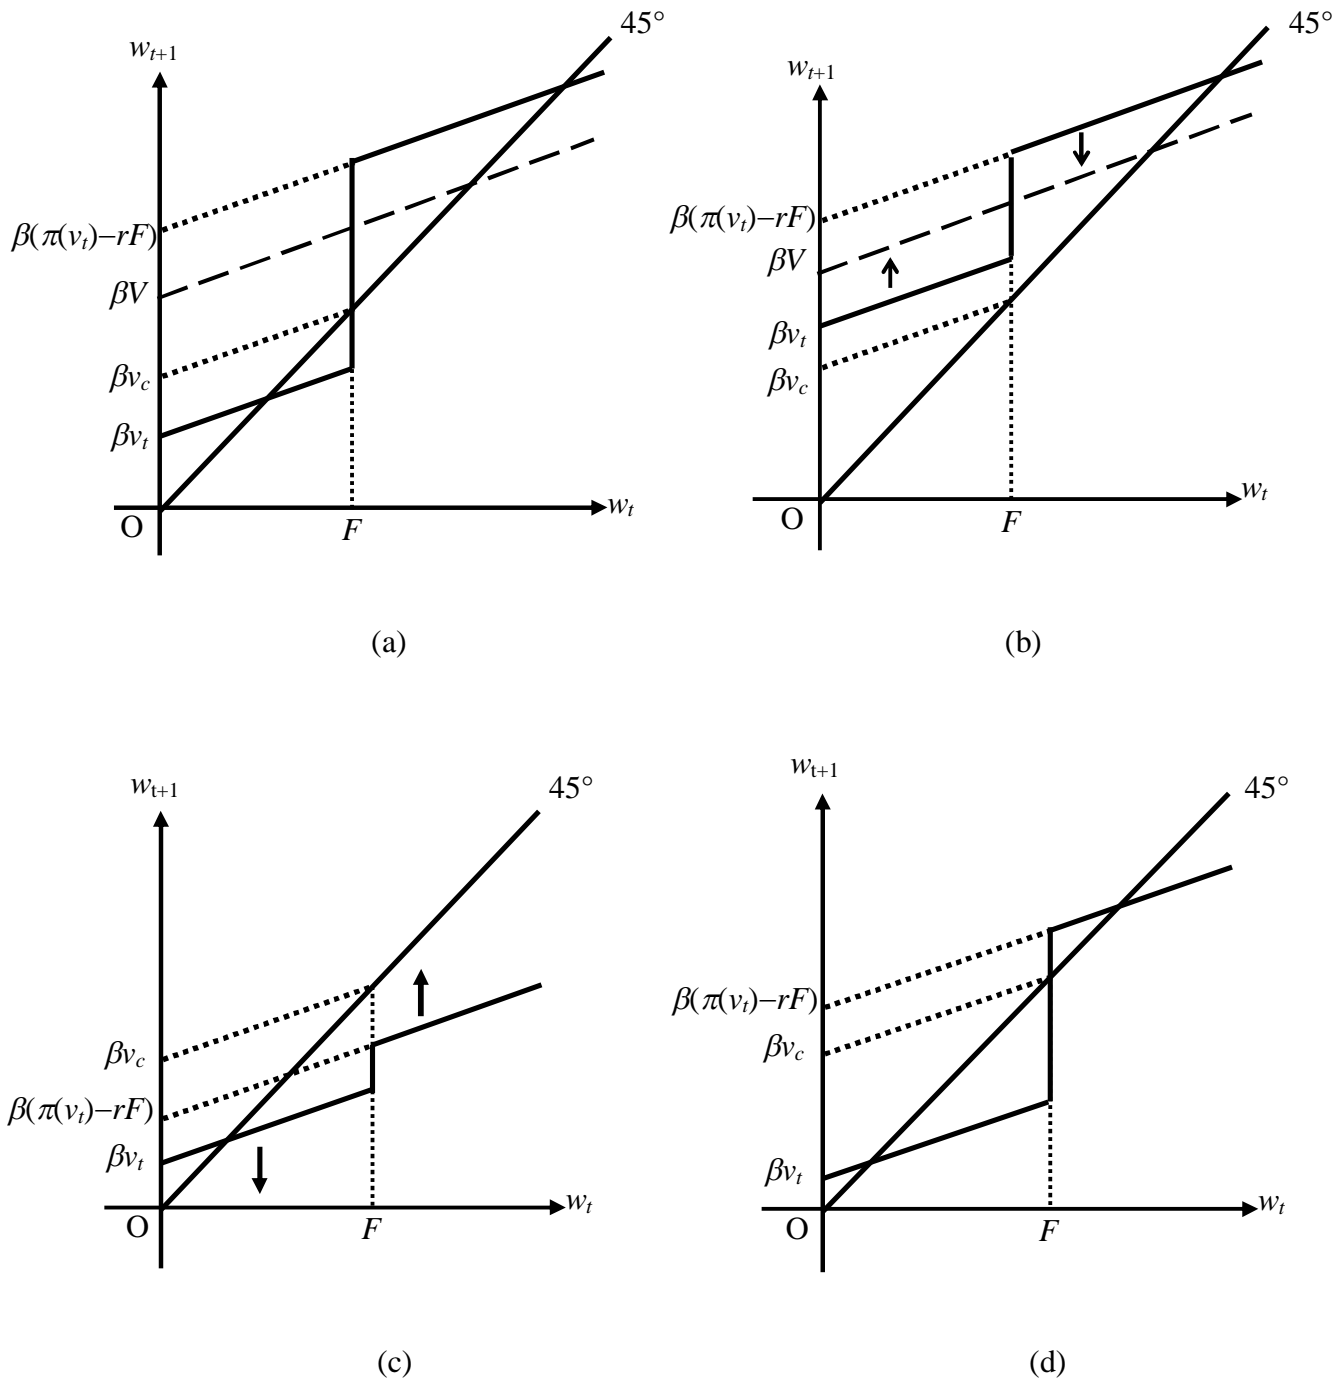 45°
w_{t+1}
β(π(v_t)–rF)
βV
βv_c
βv_t
O
F
w_t
(a)
45°
w_{t+1}
β(π(v_t)–rF)
βV
βv_t
βv_c
O
F
w_t
(b)
w_{t+1}
45°
βv_c
β(π(v_t)–rF)
βv_t
O
F
w_t
(c)
w_{t+1}
45°
β(π(v_t)–rF)
βv_c
βv_t
O
F
w_t
(d)